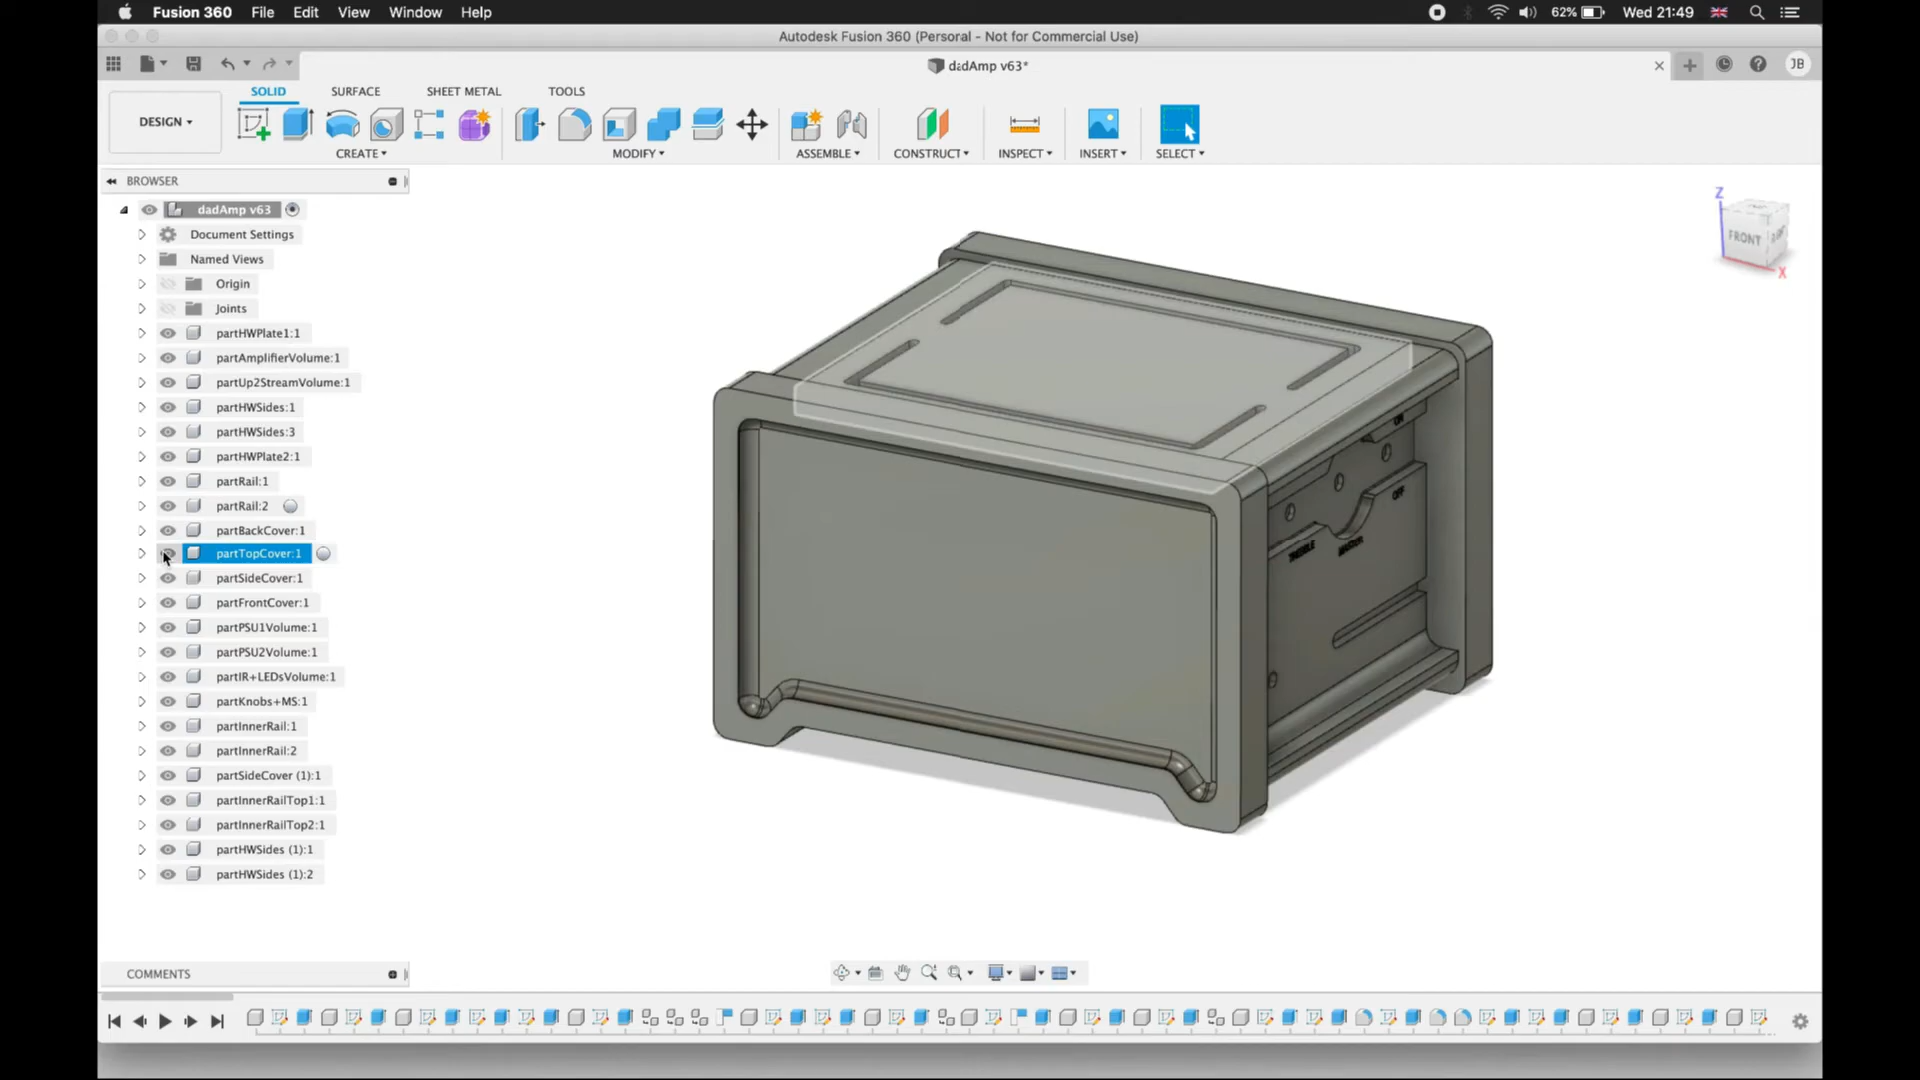 Fusion 360 File Edit View Window Help 62% Wed 21:49
Autodesk Fusion 360 (Personal - Not for Commercial Use)
dadAmp v63* JB
SOLID SURFACE SHEET METAL TOOLS
DESIGN
CREATE MODIFY ASSEMBLE CONSTRUCT INSPECT INSERT SELECT
BROWSER
dadAmp v63
Document Settings
Named Views
Origin
Joints
partHWPlate1:1
partAmplifierVolume:1
partUp2StreamVolume:1
partHWSides:1
partHWSides:3
partHWPlate2:1
partRail:1
partRail:2
partBackCover:1
partTopCover:1
partSideCover:1
partFrontCover:1
partPSU1Volume:1
partPSU2Volume:1
partIR+LEDsVolume:1
partKnobs+MS:1
partInnerRail:1
partInnerRail:2
partSideCover (1):1
partInnerRailTop1:1
partInnerRailTop2:1
partHWSides (1):1
partHWSides (1):2
Z
FRONT
X
ON
OFF
TREBLE
MASTER
COMMENTS